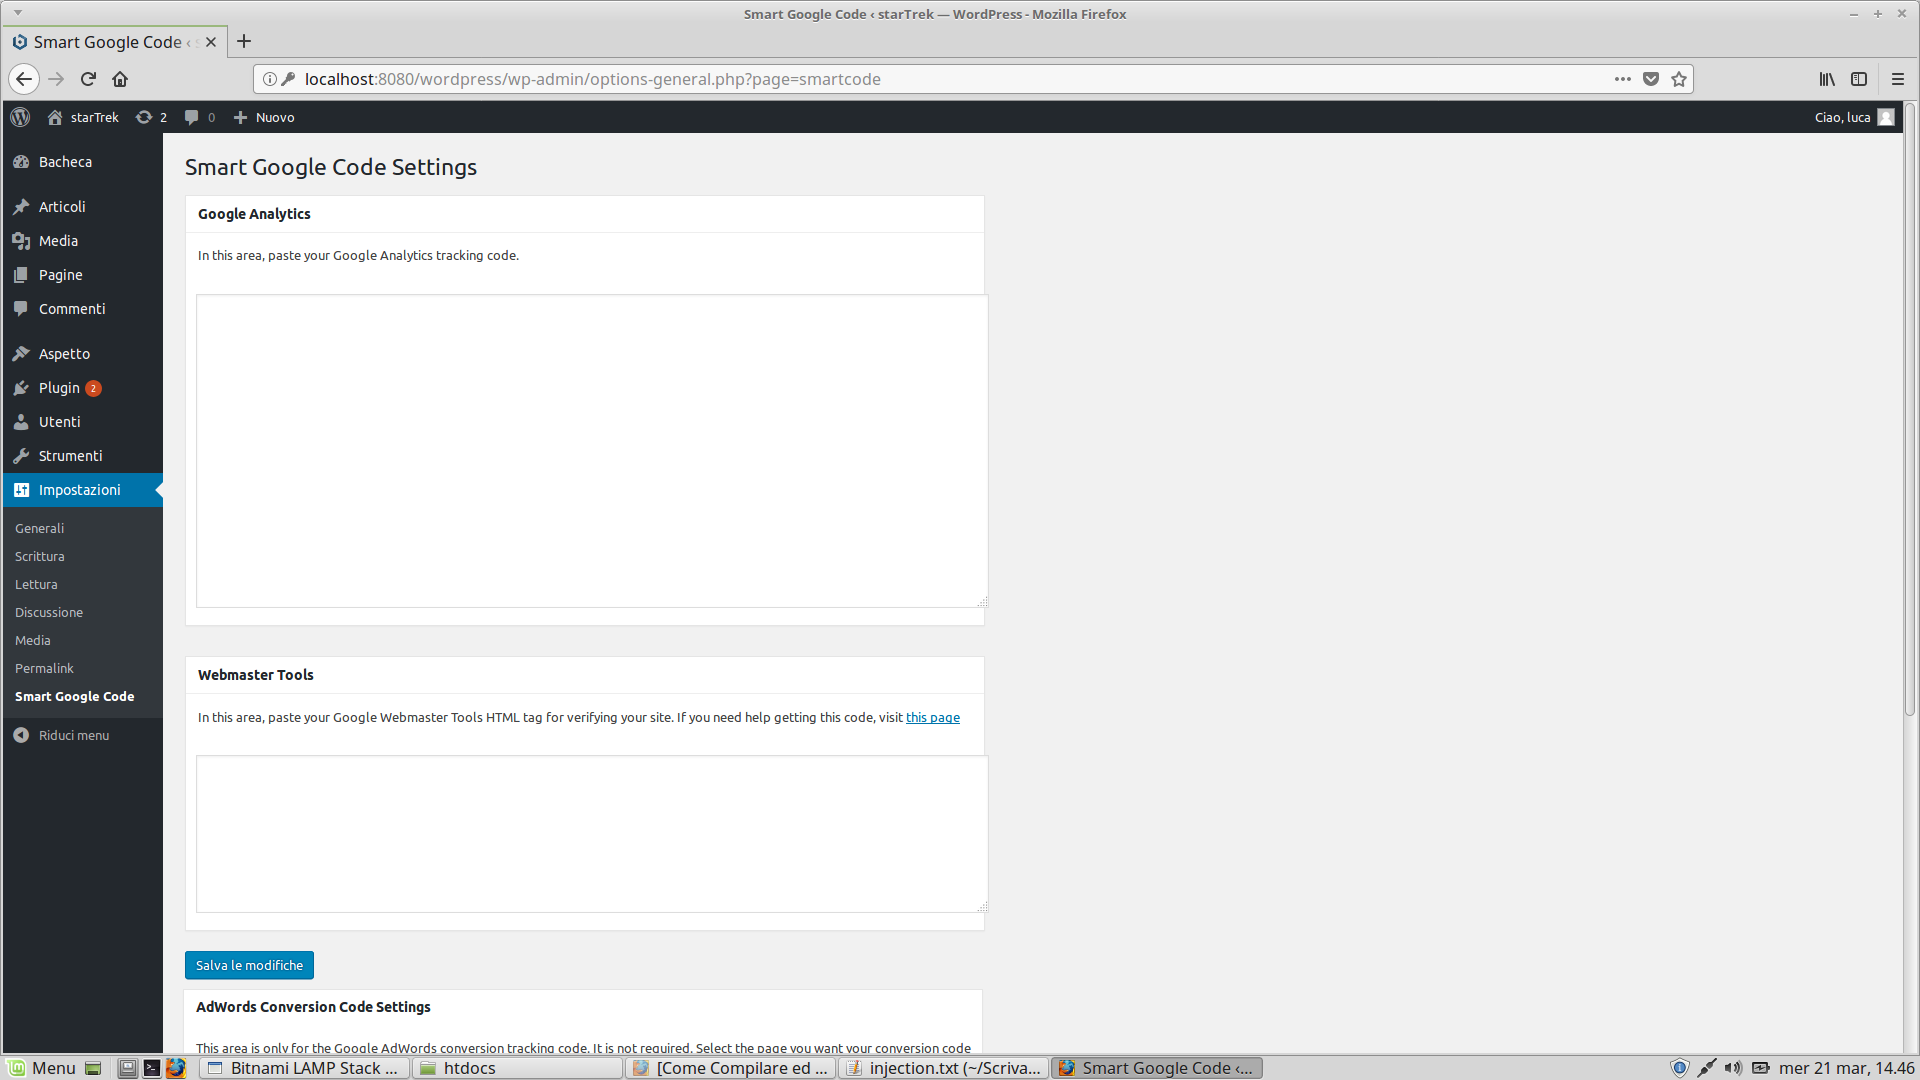 Smart Google Code ‹ starTrek — WordPress - Mozilla Firefox
Smart Google Code ‹
localhost:8080/wordpress/wp-admin/options-general.php?page=smartcode
starTrek 2 0 Nuovo Ciao, luca
Bacheca
Articoli
Media
Pagine
Commenti
Aspetto
Plugin 2
Utenti
Strumenti
Impostazioni
Generali
Scrittura
Lettura
Discussione
Media
Permalink
Smart Google Code
Riduci menu
Smart Google Code Settings
Google Analytics
In this area, paste your Google Analytics tracking code.
Webmaster Tools
In this area, paste your Google Webmaster Tools HTML tag for verifying your site. If you need help getting this code, visit this page
Salva le modifiche
AdWords Conversion Code Settings
This area is only for the Google AdWords conversion tracking code. It is not required. Select the page you want your conversion code
Menu Bitnami LAMP Stack ... htdocs [Come Compilare ed ... injection.txt (~/Scriva... Smart Google Code ‹... mer 21 mar, 14.46